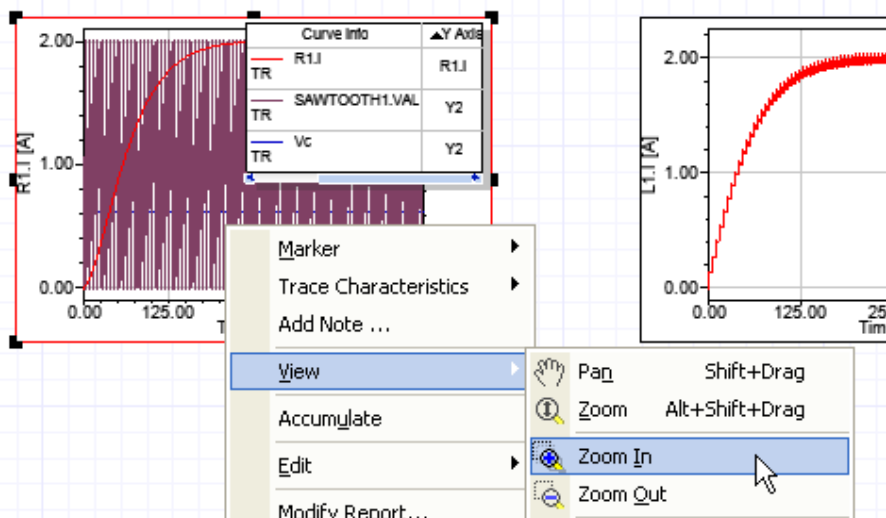 Curve Info ▲Y Axis
R1.I R1.I
TR
SAWTOOTH1.VAL Y2
TR
Vc Y2
TR
R1.I [A]
2.00
1.00
0.00
0.00 125.00
L1.I [A]
2.00
1.00
0.00
0.00 125.00 25
Tim
Marker
Trace Characteristics
Add Note ...
View
Accumulate
Edit
Modify Report...
Pan Shift+Drag
Zoom Alt+Shift+Drag
Zoom In
Zoom Out